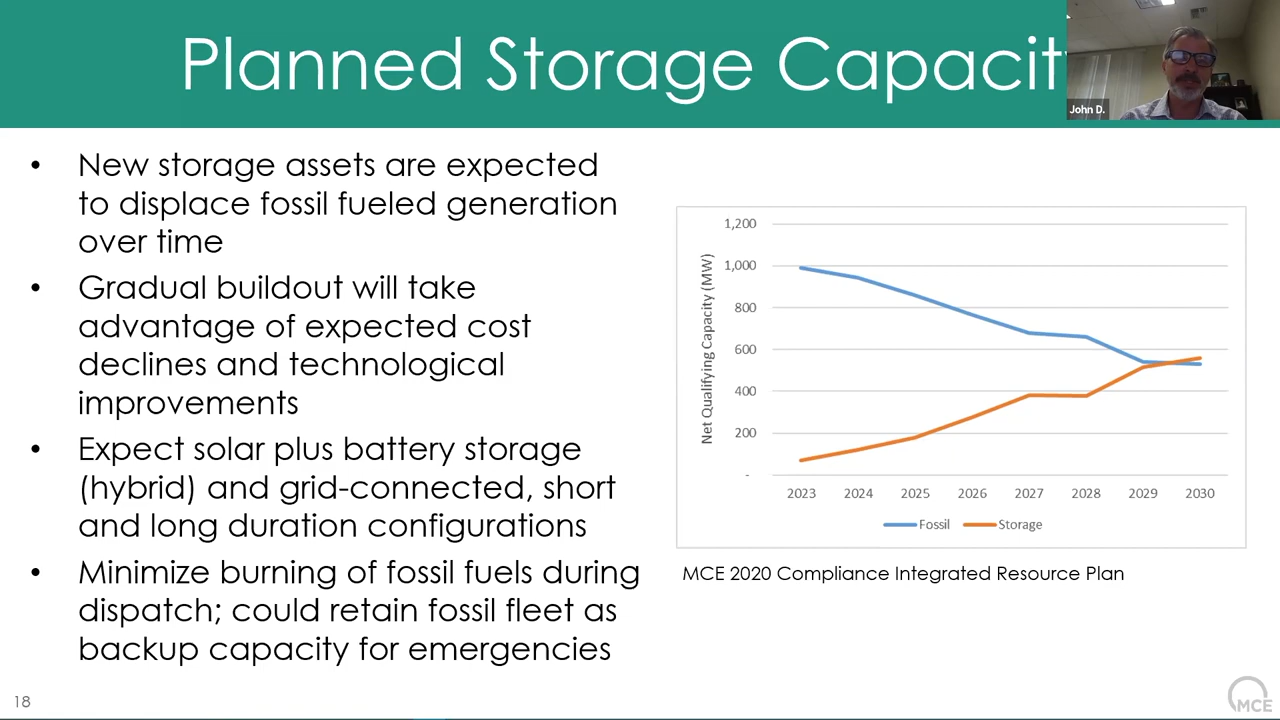 Planned Storage Capacit
John D.
• New storage assets are expected
to displace fossil fueled generation
over time
• Gradual buildout will take
advantage of expected cost
declines and technological
improvements
• Expect solar plus battery storage
(hybrid) and grid-connected, short
and long duration configurations
• Minimize burning of fossil fuels during
dispatch; could retain fossil fleet as
backup capacity for emergencies
Net Qualifying Capacity (MW)
1,200
1,000
800
600
400
200
-
2023 2024 2025 2026 2027 2028 2029 2030
Fossil Storage
MCE 2020 Compliance Integrated Resource Plan
18
MCE